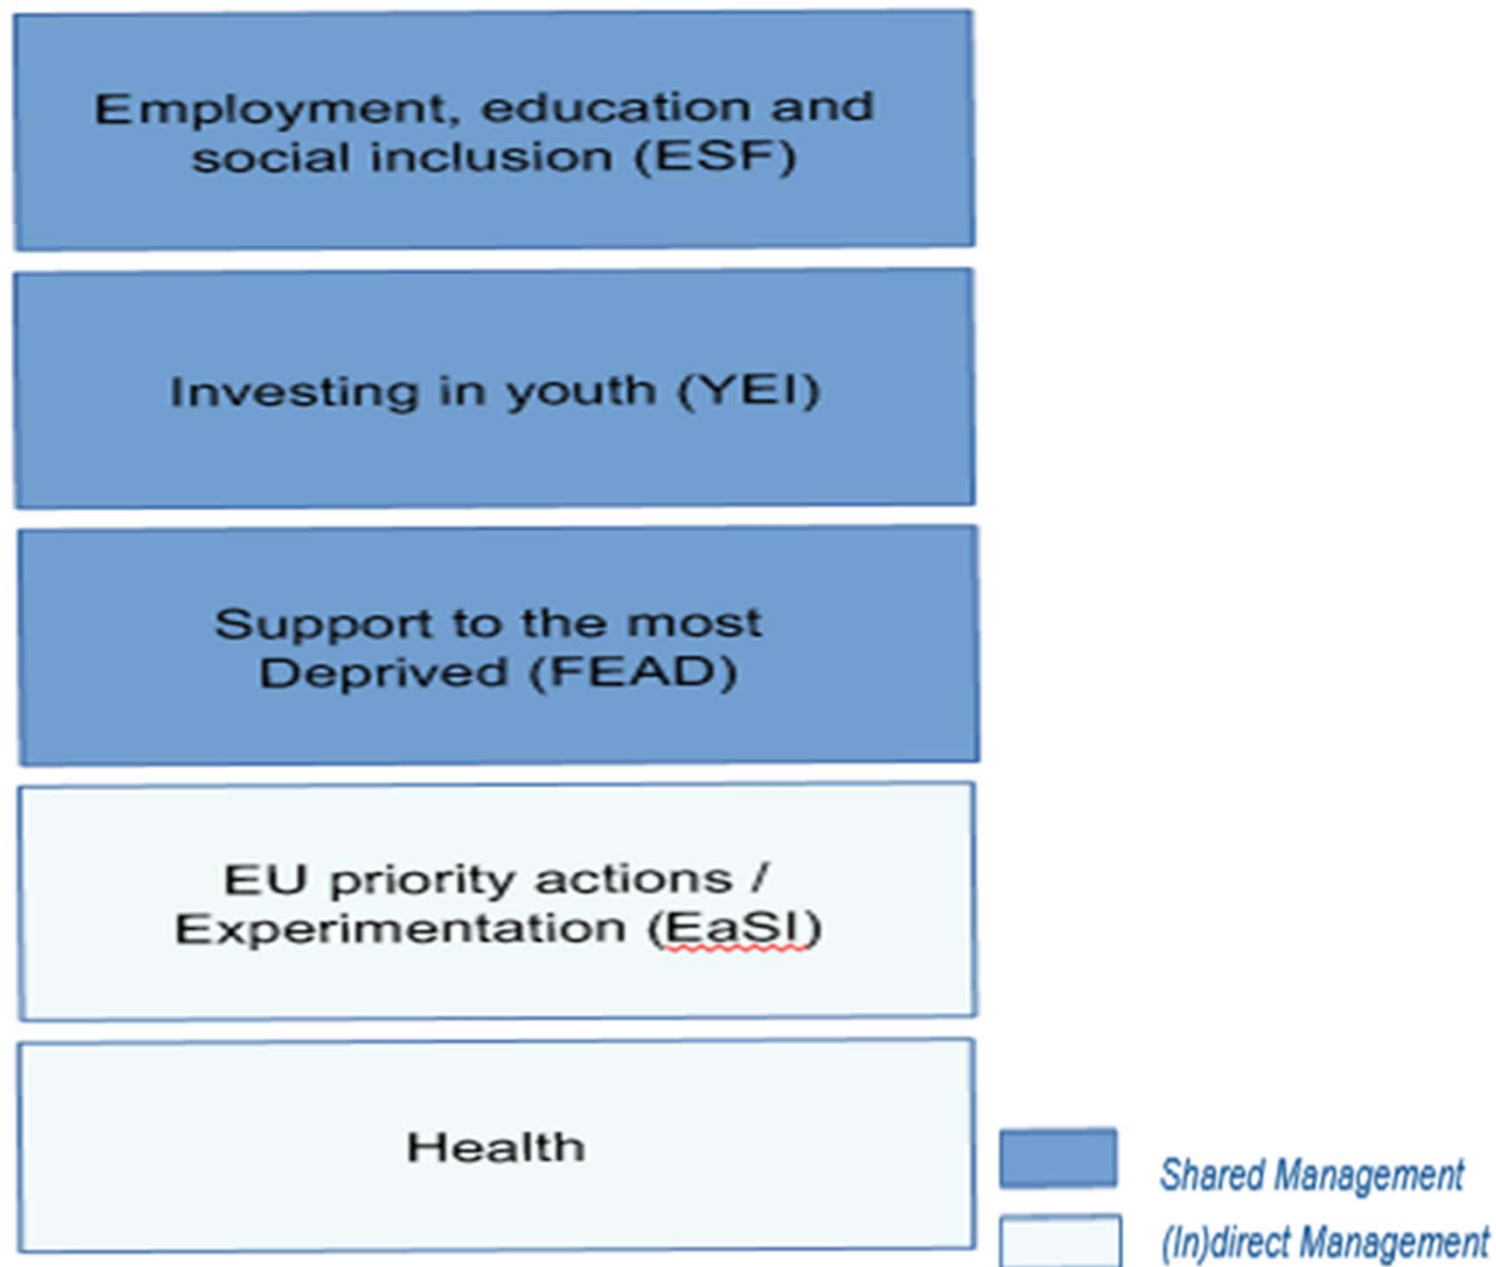 Employment, education and
social inclusion (ESF)
Investing in youth (YEI)
Support to the most
Deprived (FEAD)
EU priority actions /
Experimentation (EaSI)
Health
Shared Management
(In)direct Management